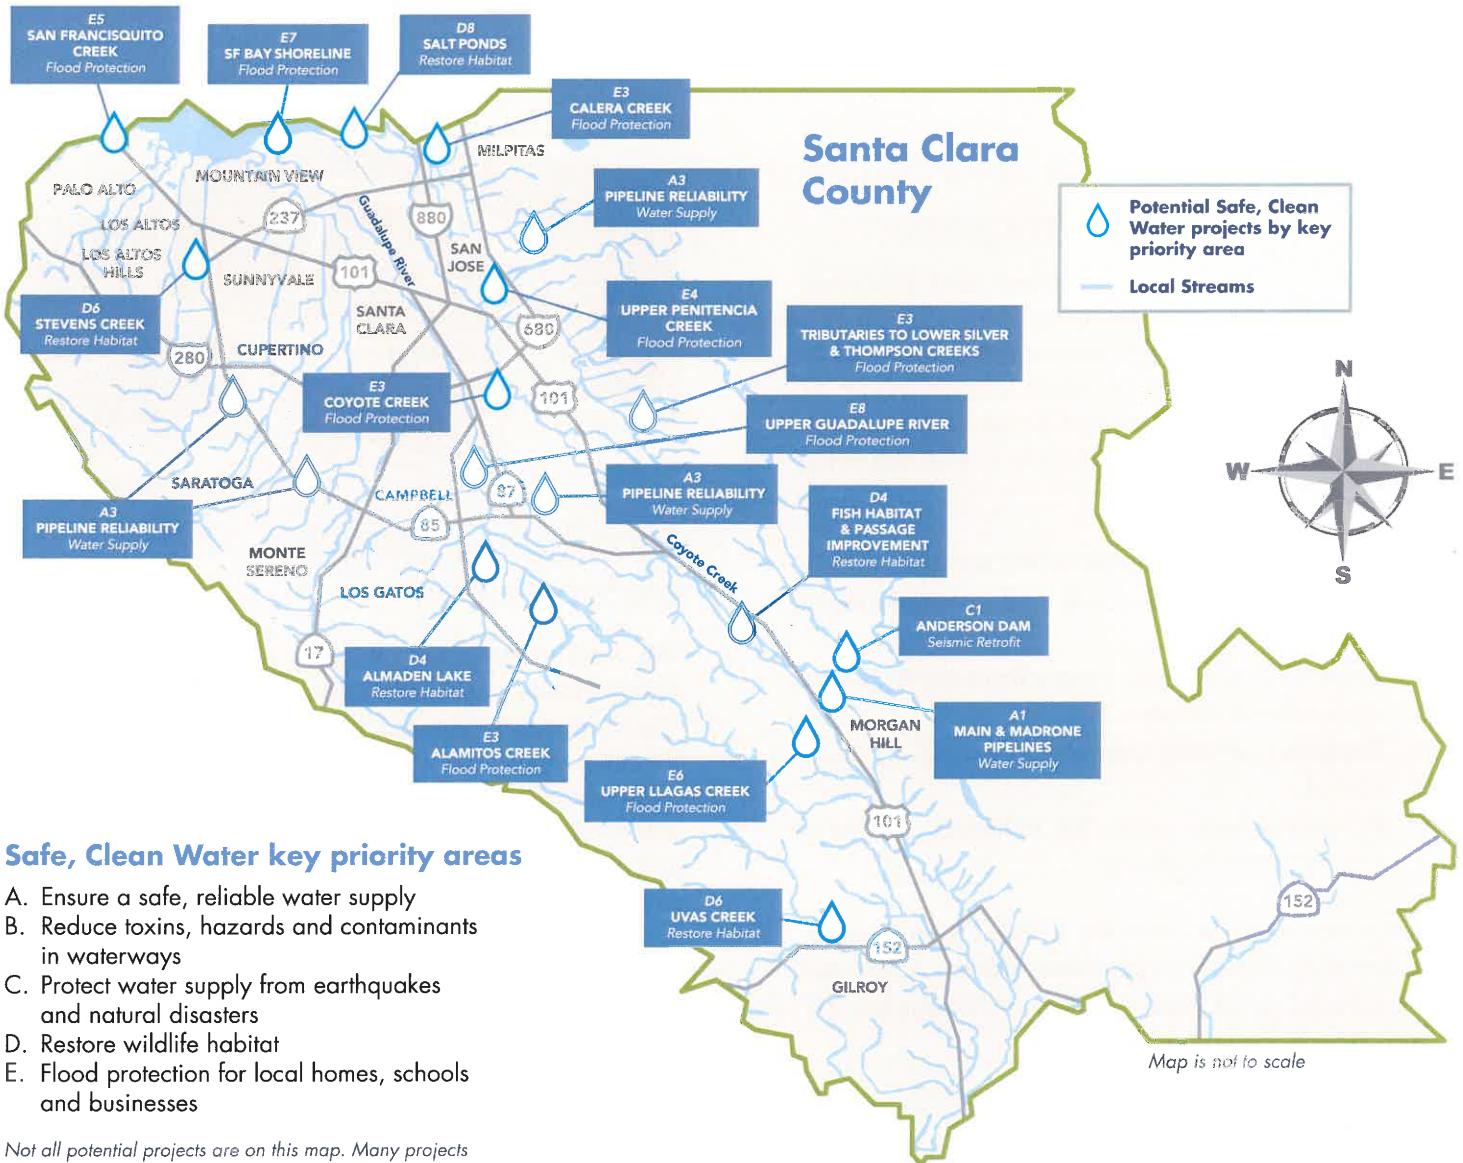 E5
SAN FRANCISQUITO
CREEK
Flood Protection
E7
SF BAY SHORELINE
Flood Protection
D8
SALT PONDS
Restore Habitat
E3
CALERA CREEK
Flood Protection
MILPITAS
Santa Clara
County
A3
PIPELINE RELIABILITY
Water Supply
Potential Safe, Clean
Water projects by key
priority area
Local Streams
PALO ALTO
MOUNTAIN VIEW
LOS ALTOS
237
Guadalupe River
880
LOS ALTOS
HILLS
SUNNYVALE
101
SAN
JOSE
SANTA
CLARA
D6
STEVENS CREEK
Restore Habitat
E4
UPPER PENITENCIA
CREEK
Flood Protection
E3
TRIBUTARIES TO LOWER SILVER
& THOMPSON CREEKS
Flood Protection
680
280
CUPERTINO
E3
COYOTE CREEK
Flood Protection
101
E8
UPPER GUADALUPE RIVER
Flood Protection
N
W
E
S
SARATOGA
CAMPBELL
87
85
A3
PIPELINE RELIABILITY
Water Supply
A3
PIPELINE RELIABILITY
Water Supply
D4
FISH HABITAT
& PASSAGE
IMPROVEMENT
Restore Habitat
MONTE
SERENO
LOS GATOS
Coyote Creek
17
D4
ALMADEN LAKE
Restore Habitat
C1
ANDERSON DAM
Seismic Retrofit
E3
ALAMITOS CREEK
Flood Protection
MORGAN
HILL
A1
MAIN & MADRONE
PIPELINES
Water Supply
E6
UPPER LLAGAS CREEK
Flood Protection
101
D6
UVAS CREEK
Restore Habitat
152
152
GILROY
Map is not to scale
Safe, Clean Water key priority areas
A. Ensure a safe, reliable water supply
B. Reduce toxins, hazards and contaminants
in waterways
C. Protect water supply from earthquakes
and natural disasters
D. Restore wildlife habitat
E. Flood protection for local homes, schools
and businesses
Not all potential projects are on this map. Many projects